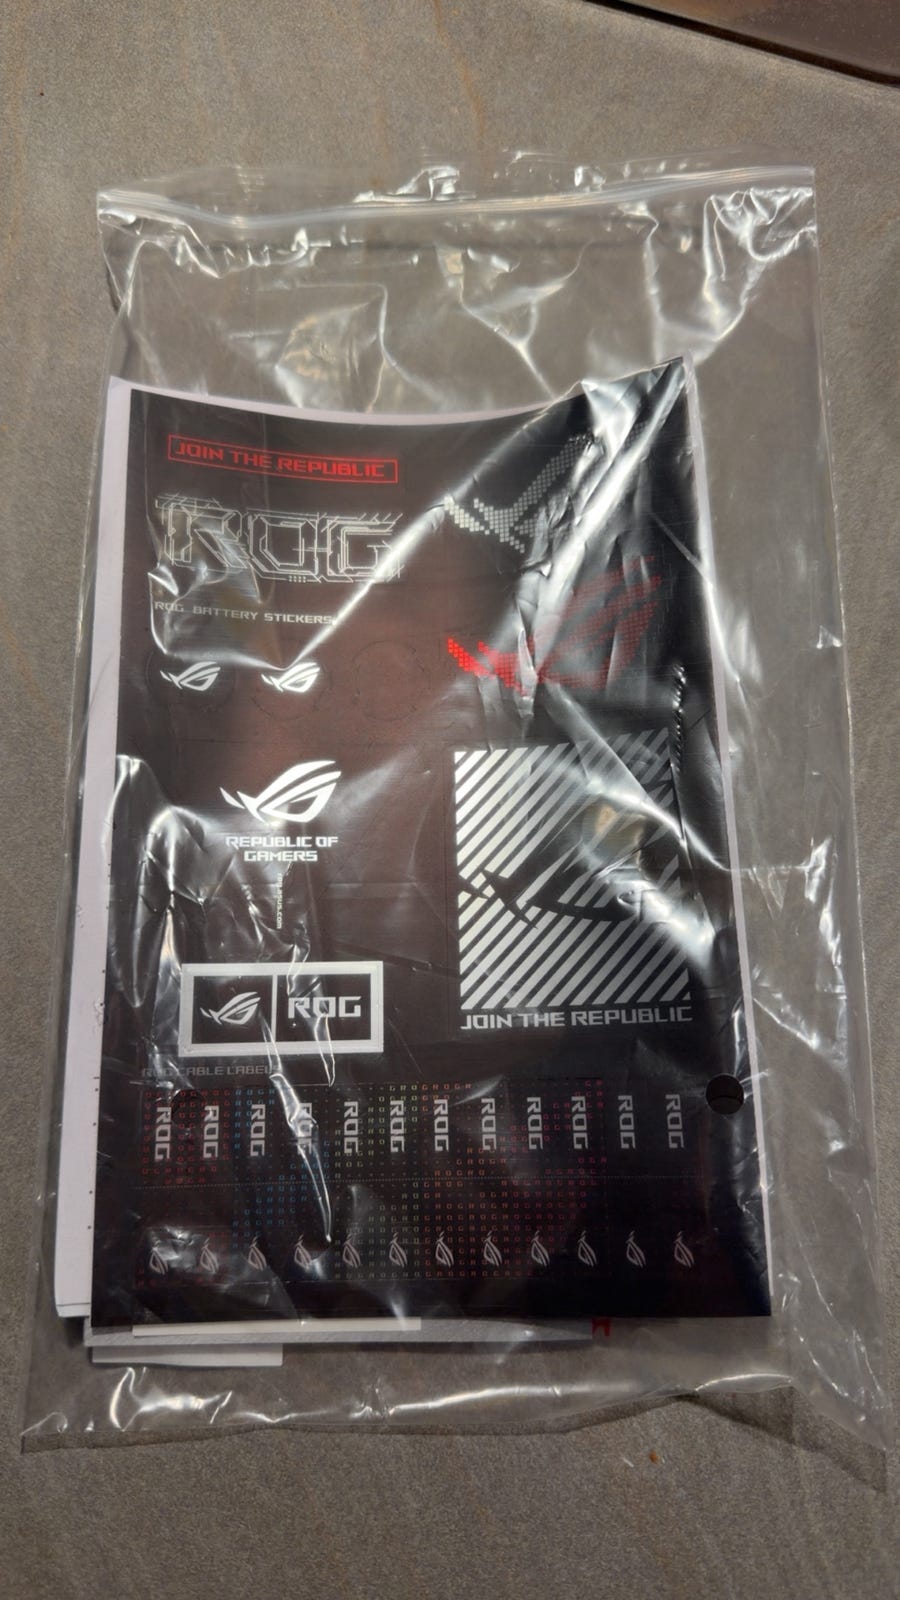 JOIN THE REPUBLIC
ROG
ROG BATTERY STICKERS
REPUBLIC OF
GAMERS
ROG
JOIN THE REPUBLIC
ROG CABLE LABELS
ROG ROG ROG ROG ROG ROG ROG ROG ROG ROG ROG ROG